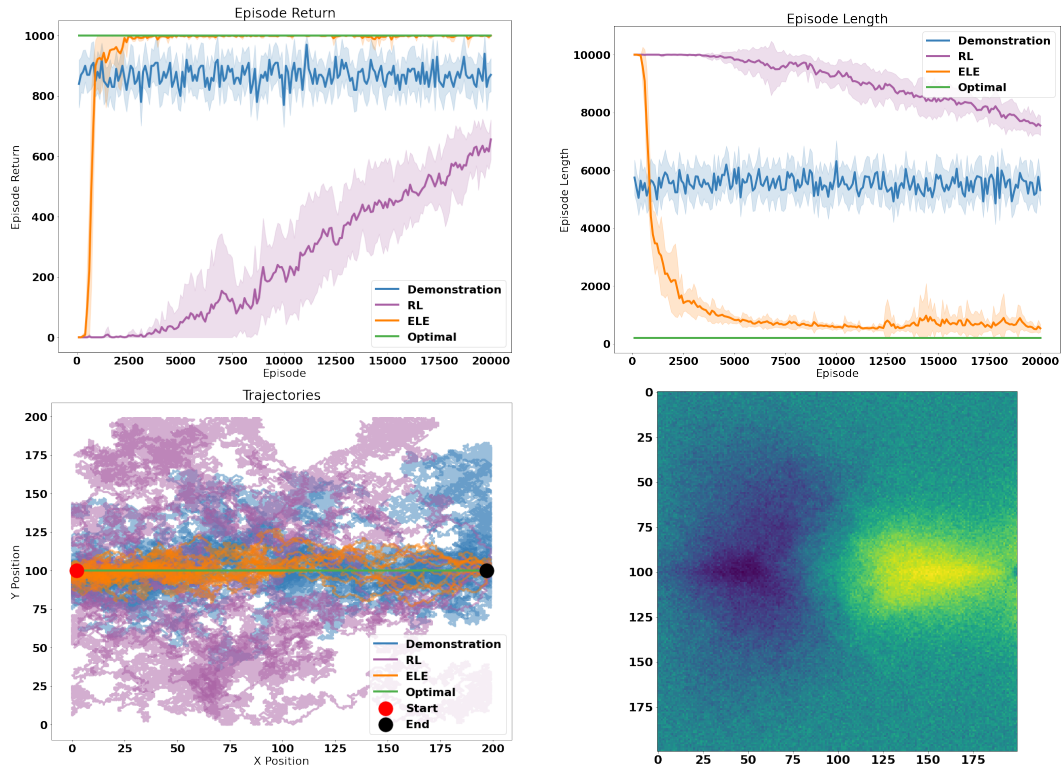 Episode Return
Episode Return
1000
800
600
400
200
0
0 2500 5000 7500 10000 12500 15000 17500 20000
Episode
Demonstration
RL
ELE
Optimal
Episode Length
Episode Length
10000
8000
6000
4000
2000
0
0 2500 5000 7500 10000 12500 15000 17500 20000
Episode
Demonstration
RL
ELE
Optimal
Trajectories
Y Position
200
175
150
125
100
75
50
25
0
0 25 50 75 100 125 150 175 200
X Position
Demonstration
RL
ELE
Optimal
Start
End
0
25
50
75
100
125
150
175
0 25 50 75 100 125 150 175